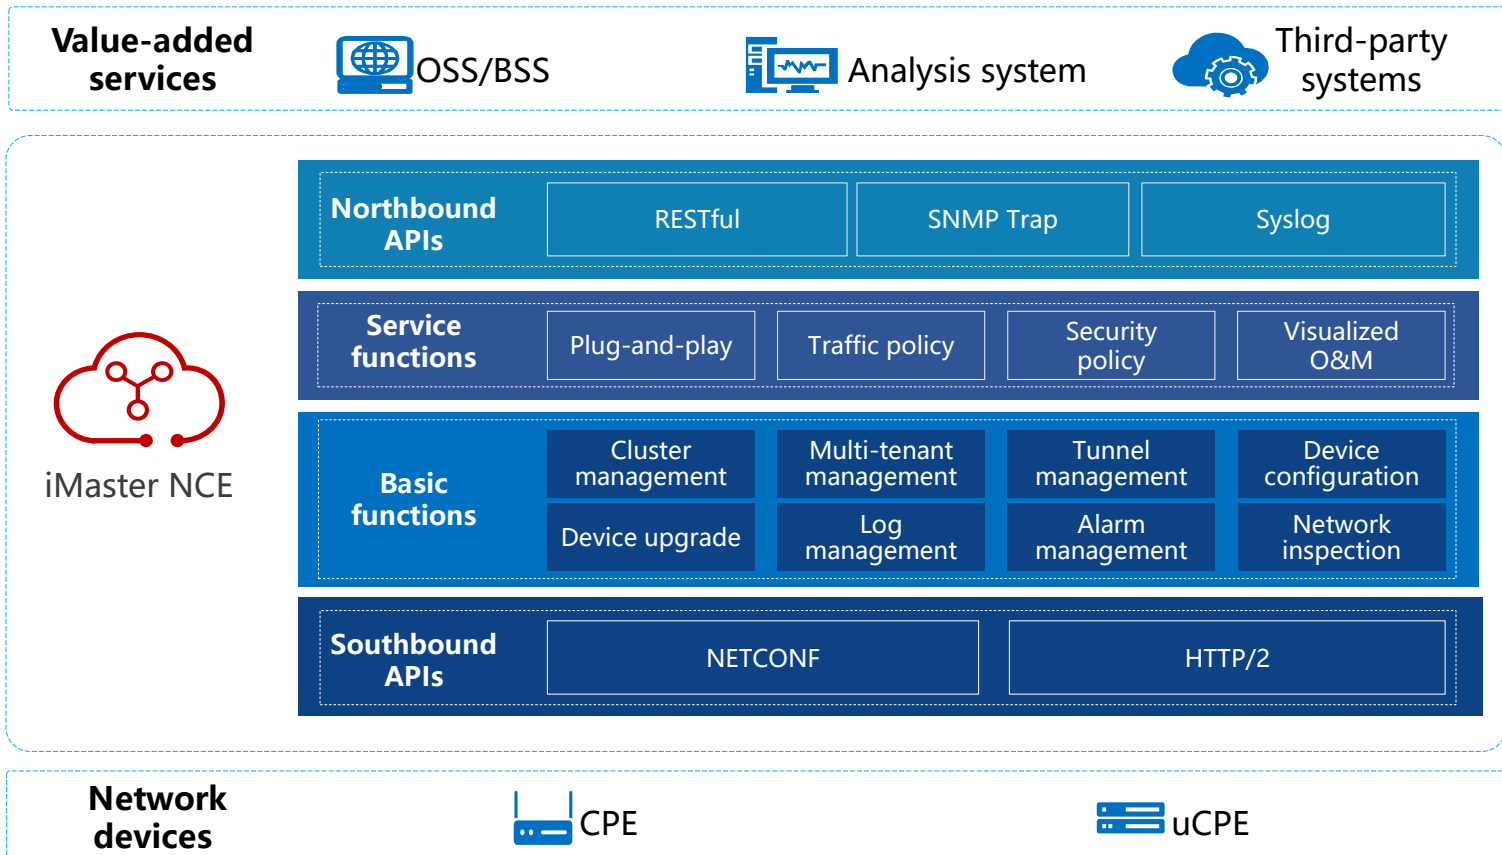 Value-added
services
OSS/BSS
Analysis system
Third-party
systems
Northbound
APIs
RESTful
SNMP Trap
Syslog
Service
functions
Plug-and-play
Traffic policy
Security
policy
Visualized
O&M
iMaster NCE
Basic
functions
Cluster
management
Multi-tenant
management
Tunnel
management
Device
configuration
Device upgrade
Log
management
Alarm
management
Network
inspection
Southbound
APIs
NETCONF
HTTP/2
Network
devices
CPE
uCPE